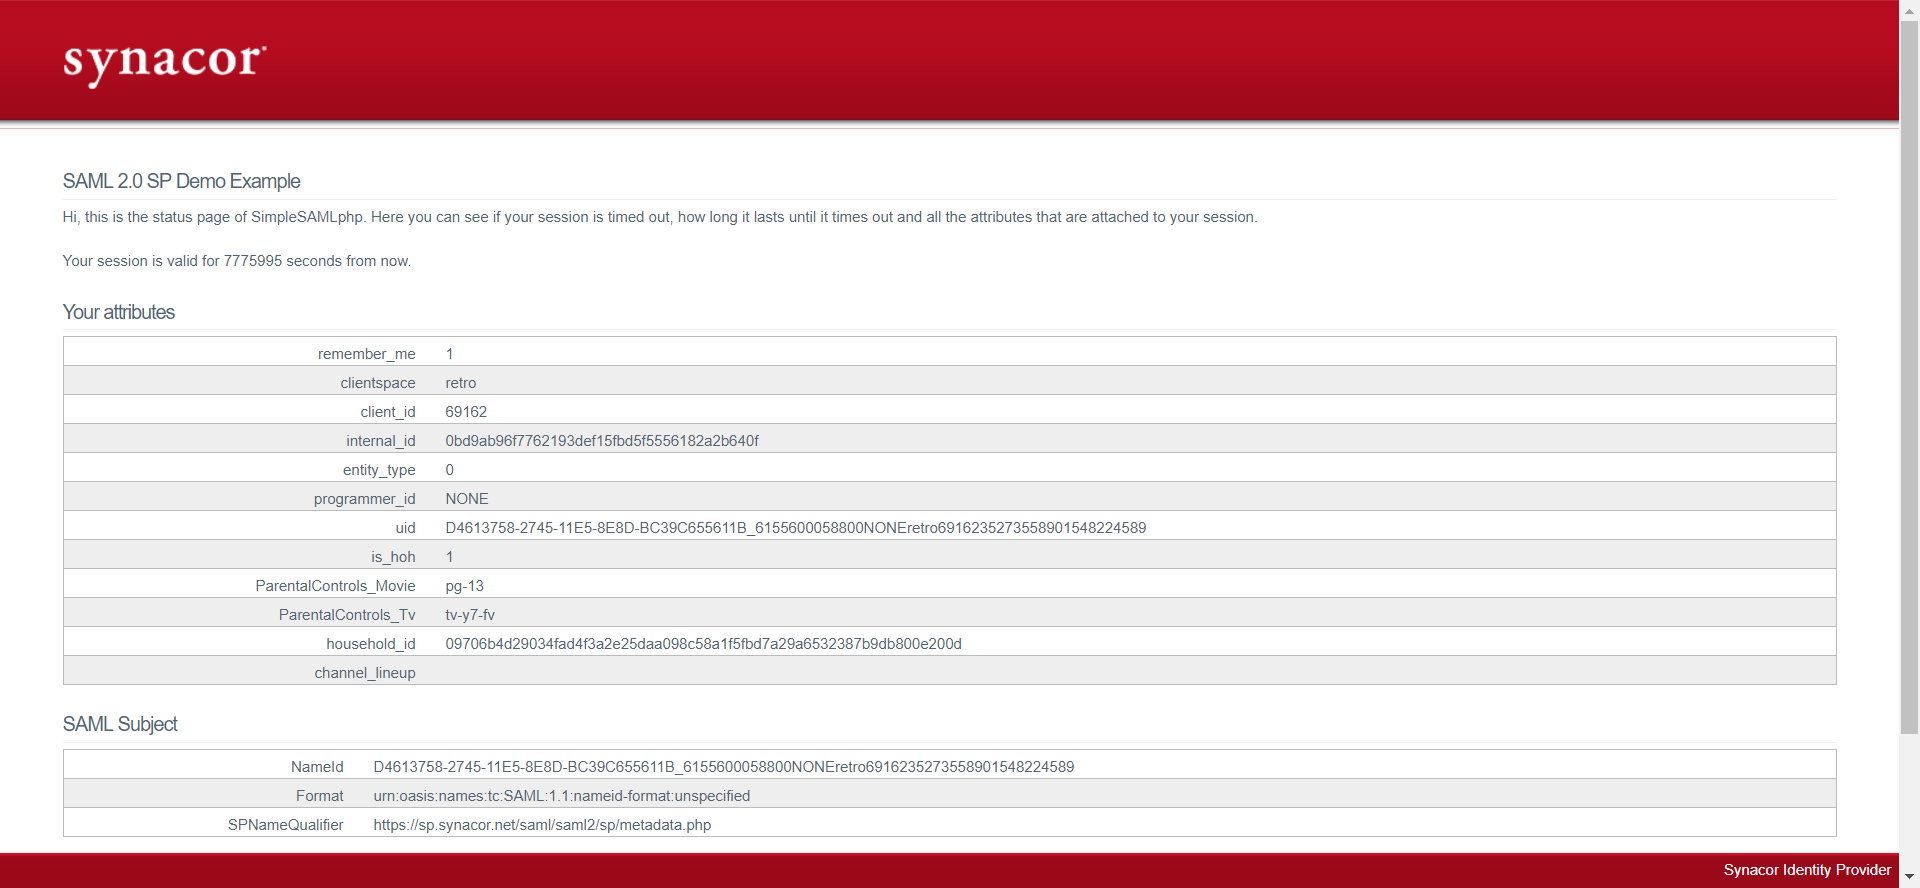 synacor
SAML 2.0 SP Demo Example
Hi, this is the status page of SimpleSAMLphp. Here you can see if your session is timed out, how long it lasts until it times out and all the attributes that are attached to your session.
Your session is valid for 7775995 seconds from now.
Your attributes
remember_me 1
clientspace retro
client_id 69162
internal_id 0bd9ab96f7762193def15fbd5f5556182a2b640f
entity_type 0
programmer_id NONE
uid D4613758-2745-11E5-8E8D-BC39C655611B_6155600058800NONEretro6916235273558901548224589
is_hoh 1
ParentalControls_Movie pg-13
ParentalControls_Tv tv-y7-fv
household_id 09706b4d29034fad4f3a2e25daa098c58a1f5fbd7a29a6532387b9db800e200d
channel_lineup
SAML Subject
NameId D4613758-2745-11E5-8E8D-BC39C655611B_6155600058800NONEretro6916235273558901548224589
Format urn:oasis:names:tc:SAML:1.1:nameid-format:unspecified
SPNameQualifier https://sp.synacor.net/saml/saml2/sp/metadata.php
Synacor Identity Provider